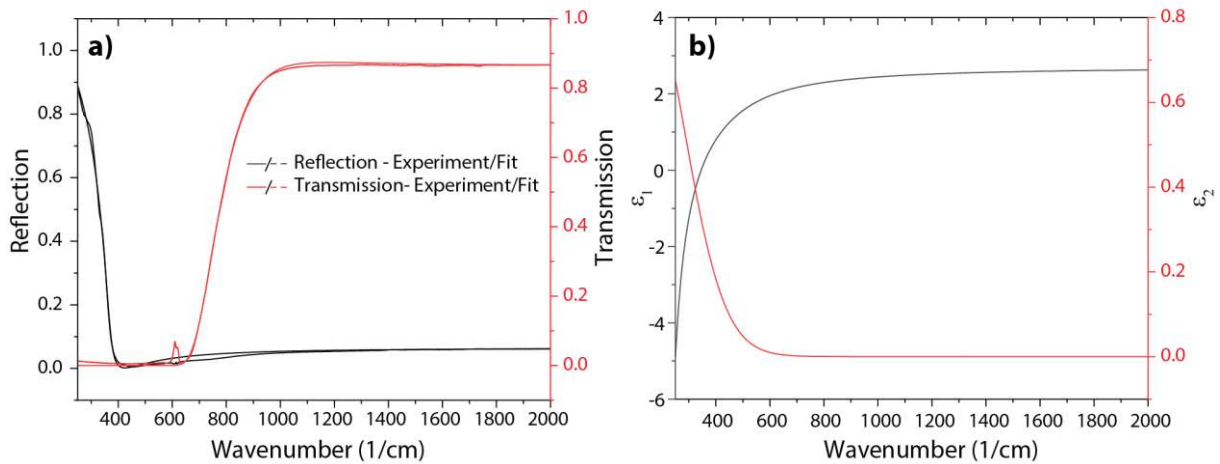 a)
1.0
0.8
0.6
0.4
0.2
0.0
Reflection
1.0
0.8
0.6
0.4
0.2
0.0
Transmission
Reflection - Experiment/Fit
Transmission- Experiment/Fit
400 600 800 1000 1200 1400 1600 1800 2000
Wavenumber (1/cm)
b)
4
2
0
-2
-4
-6
ε1
0.8
0.6
0.4
0.2
0.0
ε2
400 600 800 1000 1200 1400 1600 1800 2000
Wavenumber (1/cm)